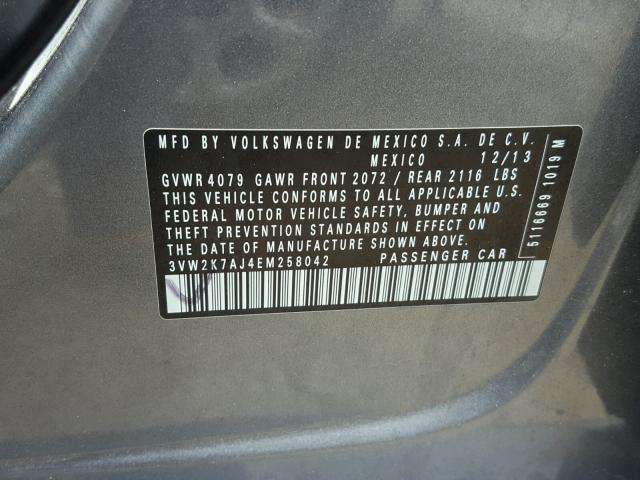 MFD BY VOLKSWAGEN DE MEXICO S.A. DE C.V.
MEXICO 12/13
GVWR 4079 GAWR FRONT 2072 / REAR 2116 LBS
THIS VEHICLE CONFORMS TO ALL APPLICABLE U.S.
FEDERAL MOTOR VEHICLE SAFETY, BUMPER AND
THEFT PREVENTION STANDARDS IN EFFECT ON
THE DATE OF MANUFACTURE SHOWN ABOVE.
3VW2K7AJ4EM258042 PASSENGER CAR
5116669 1019 M